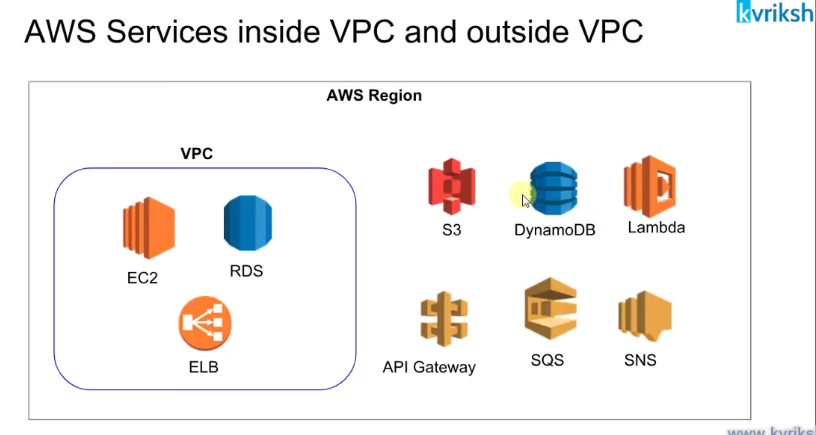 kvriksh
AWS Services inside VPC and outside VPC
AWS Region
VPC
S3
DynamoDB
Lambda
EC2
RDS
ELB
API Gateway
SQS
SNS